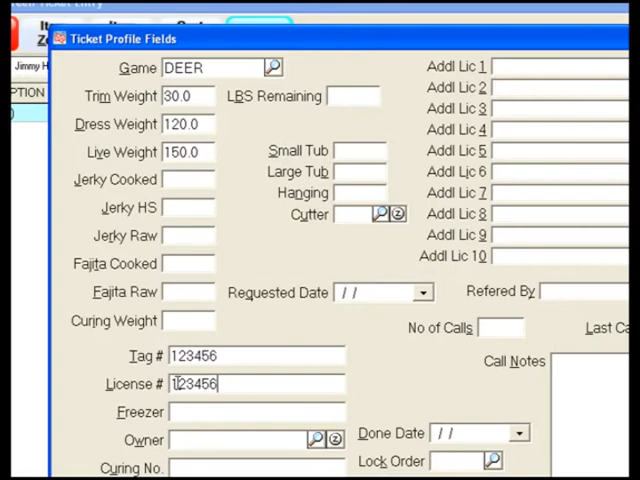 Ticket Entry
Ticket Profile Fields
Jimmy H
Game DEER
Addl Lic 1
Trim Weight 30.0 LBS Remaining
Addl Lic 2
Addl Lic 3
Dress Weight 120.0
Addl Lic 4
Live Weight 150.0 Small Tub
Addl Lic 5
Large Tub
Addl Lic 6
Jerky Cooked
Hanging
Addl Lic 7
Jerky HS
Cutter
Addl Lic 8
Jerky Raw
Addl Lic 9
Addl Lic 10
Fajita Cooked
Fajita Raw Requested Date / / Refered By
Curing Weight
No of Calls Last Ca
Tag # 123456
Call Notes
License # 123456
Freezer
Owner Done Date / /
Curing No. Lock Order